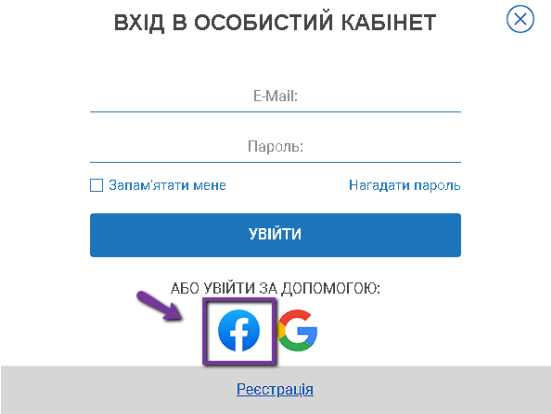 ВХІД В ОСОБИСТИЙ КАБІНЕТ
E-Mail:
Пароль:
Запам'ятати мене Нагадати пароль
УВІЙТИ
АБО УВІЙТИ ЗА ДОПОМОГОЮ:
Реєстрація